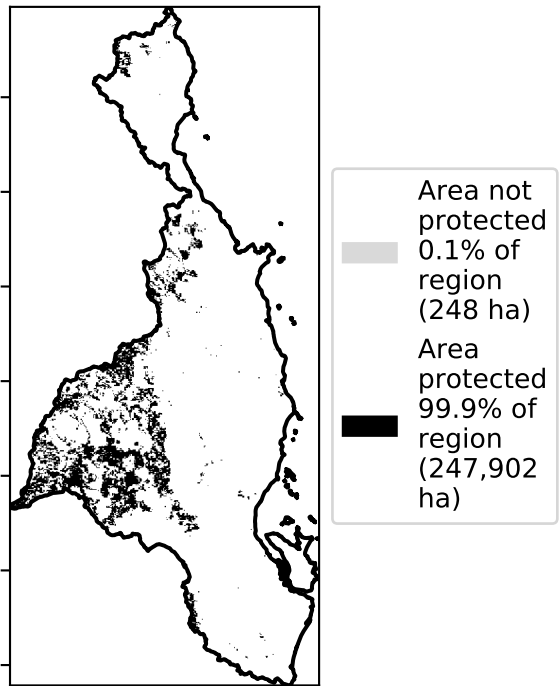 Area not
protected
0.1% of
region
(248 ha)
Area
protected
99.9% of
region
(247,902
ha)